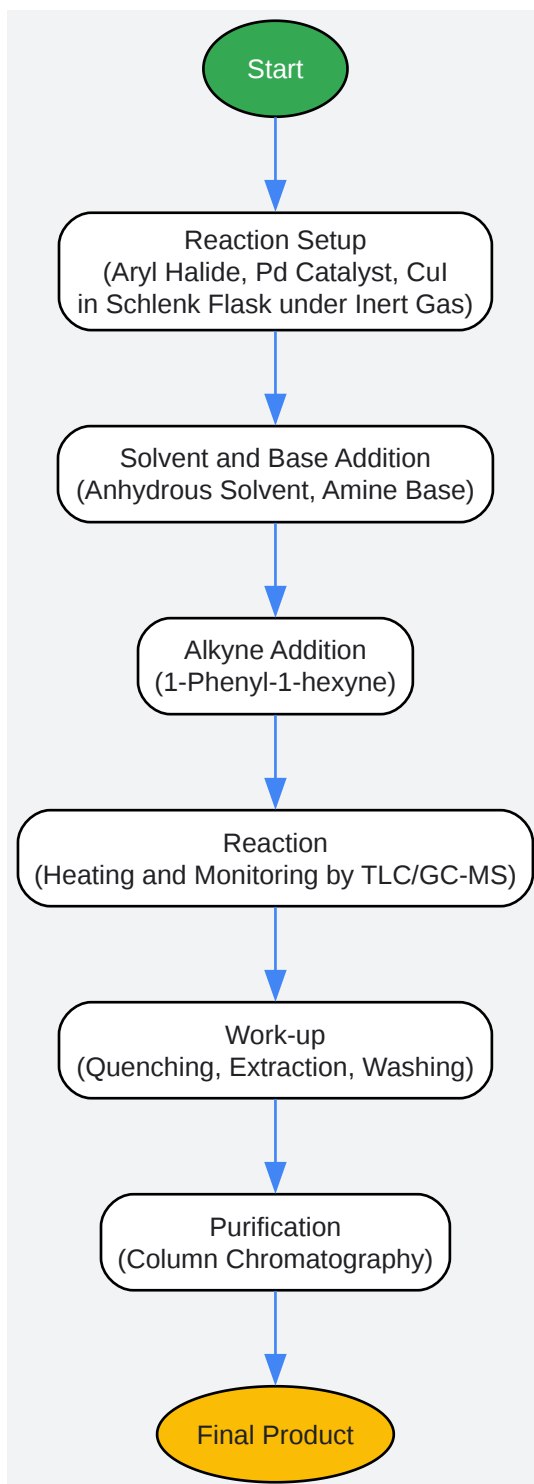 Start
Reaction Setup
(Aryl Halide, Pd Catalyst, CuI
in Schlenk Flask under Inert Gas)
Solvent and Base Addition
(Anhydrous Solvent, Amine Base)
Alkyne Addition
(1-Phenyl-1-hexyne)
Reaction
(Heating and Monitoring by TLC/GC-MS)
Work-up
(Quenching, Extraction, Washing)
Purification
(Column Chromatography)
Final Product